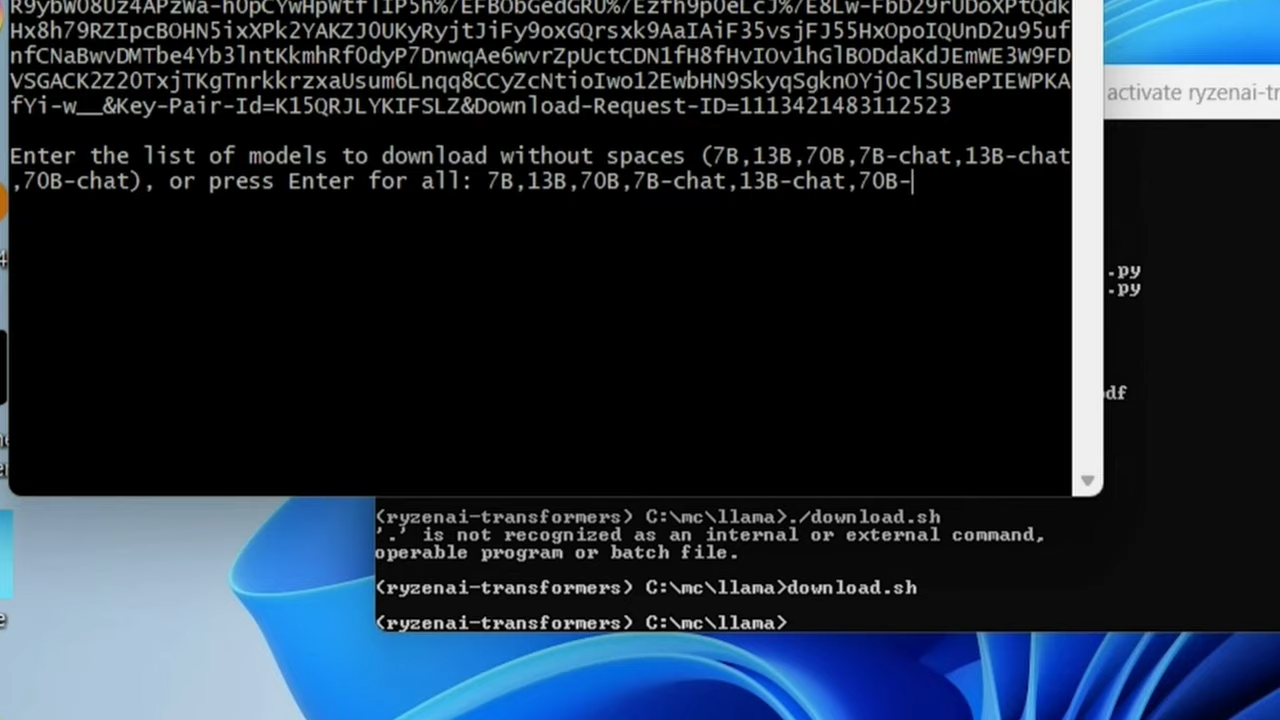 Hx8h79RZIpcBOHN5ixXPk2YAKZJ0UKyRyjtJiFy9oxGQrsxk9AaIAiF35vsjFJ55HxOpoIQUnD2u95uf
nfCNaBwvDMTbe4Yb3lntKkmhRf0dyP7DnwqAe6wvrZpUctCDN1fH8fHvIOv1hGlBODdaKdJEmWE3W9FD
VSGACK2Z2OTxjTKgTnrkkrzxaUsum6Lnqq8CCyZcNtioIwo12EwbHN9SkyqSgknOYj0clSUBePIEWPKA
fYi-w__&Key-Pair-Id=K15QRJLYKIFSLZ&Download-Request-ID=1113421483112523
Enter the list of models to download without spaces (7B,13B,70B,7B-chat,13B-chat
,70B-chat), or press Enter for all: 7B,13B,70B,7B-chat,13B-chat,70B-
activate ryzenai-tr
.py
.py
df
(ryzenai-transformers) C:\mc\llama>./download.sh
'.' is not recognized as an internal or external command,
operable program or batch file.
(ryzenai-transformers) C:\mc\llama>download.sh
(ryzenai-transformers) C:\mc\llama>